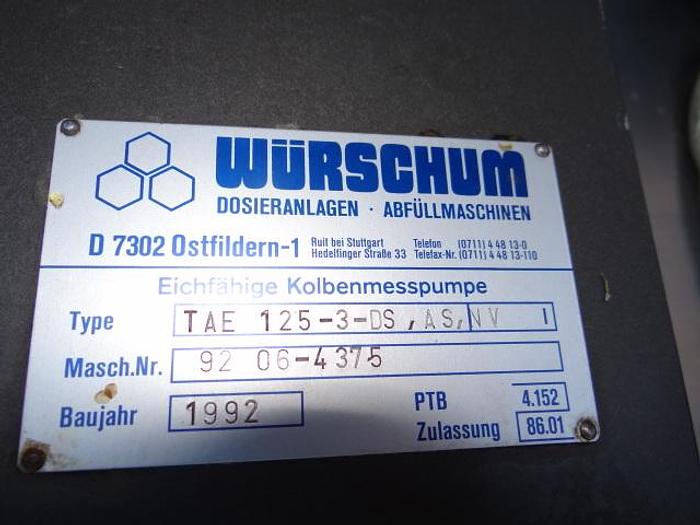 WÜRSCHUM
DOSIERANLAGEN · ABFÜLLMASCHINEN
D 7302 Ostfildern-1 Ruit bei Stuttgart Telefon (0711) 4 48 13-0
Hedelfinger Straße 33 Telefax-Nr. (0711) 4 48 13-110
Eichfähige Kolbenmesspumpe
Type TAE 125-3-DS, AS, NV I
Masch.Nr. 92 06-4375
Baujahr 1992 PTB 4.152
Zulassung 86.01